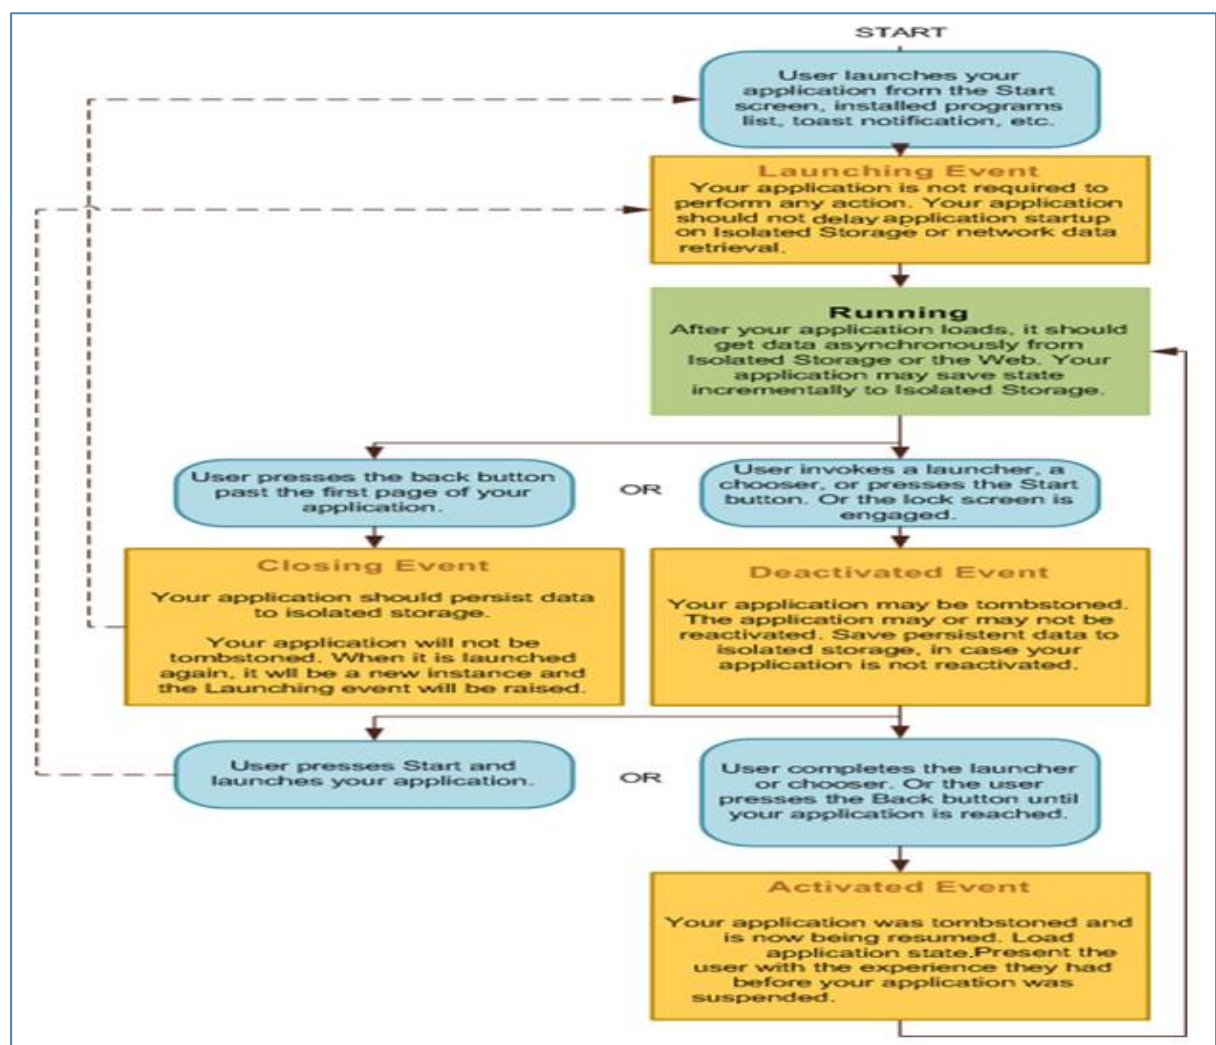 START
User launches your
application from the Start
screen, installed programs
list, toast notification, etc.
Launching Event
Your application is not required to
perform any action. Your application
should not delay application startup
on Isolated Storage or network data
retrieval.
Running
After your application loads, it should
get data asynchronously from
Isolated Storage or the Web. Your
application may save state
incrementally to Isolated Storage.
User presses the back button
past the first page of your
application.
OR
User invokes a launcher, a
chooser, or presses the Start
button. Or the lock screen is
engaged.
Closing Event
Your application should persist data
to isolated storage.
Your application will not be
tombstoned. When it is launched
again, it wll be a new instance and
the Launching event will be raised.
Deactivated Event
Your application may be tombstoned.
The application may or may not be
reactivated. Save persistent data to
isolated storage, in case your
application is not reactivated.
User presses Start and
launches your application.
OR
User completes the launcher
or chooser. Or the user
presses the Back button until
your application is reached.
Activated Event
Your application was tombstoned and
is now being resumed. Load
application state.Present the
user with the experience they had
before your application was
suspended.